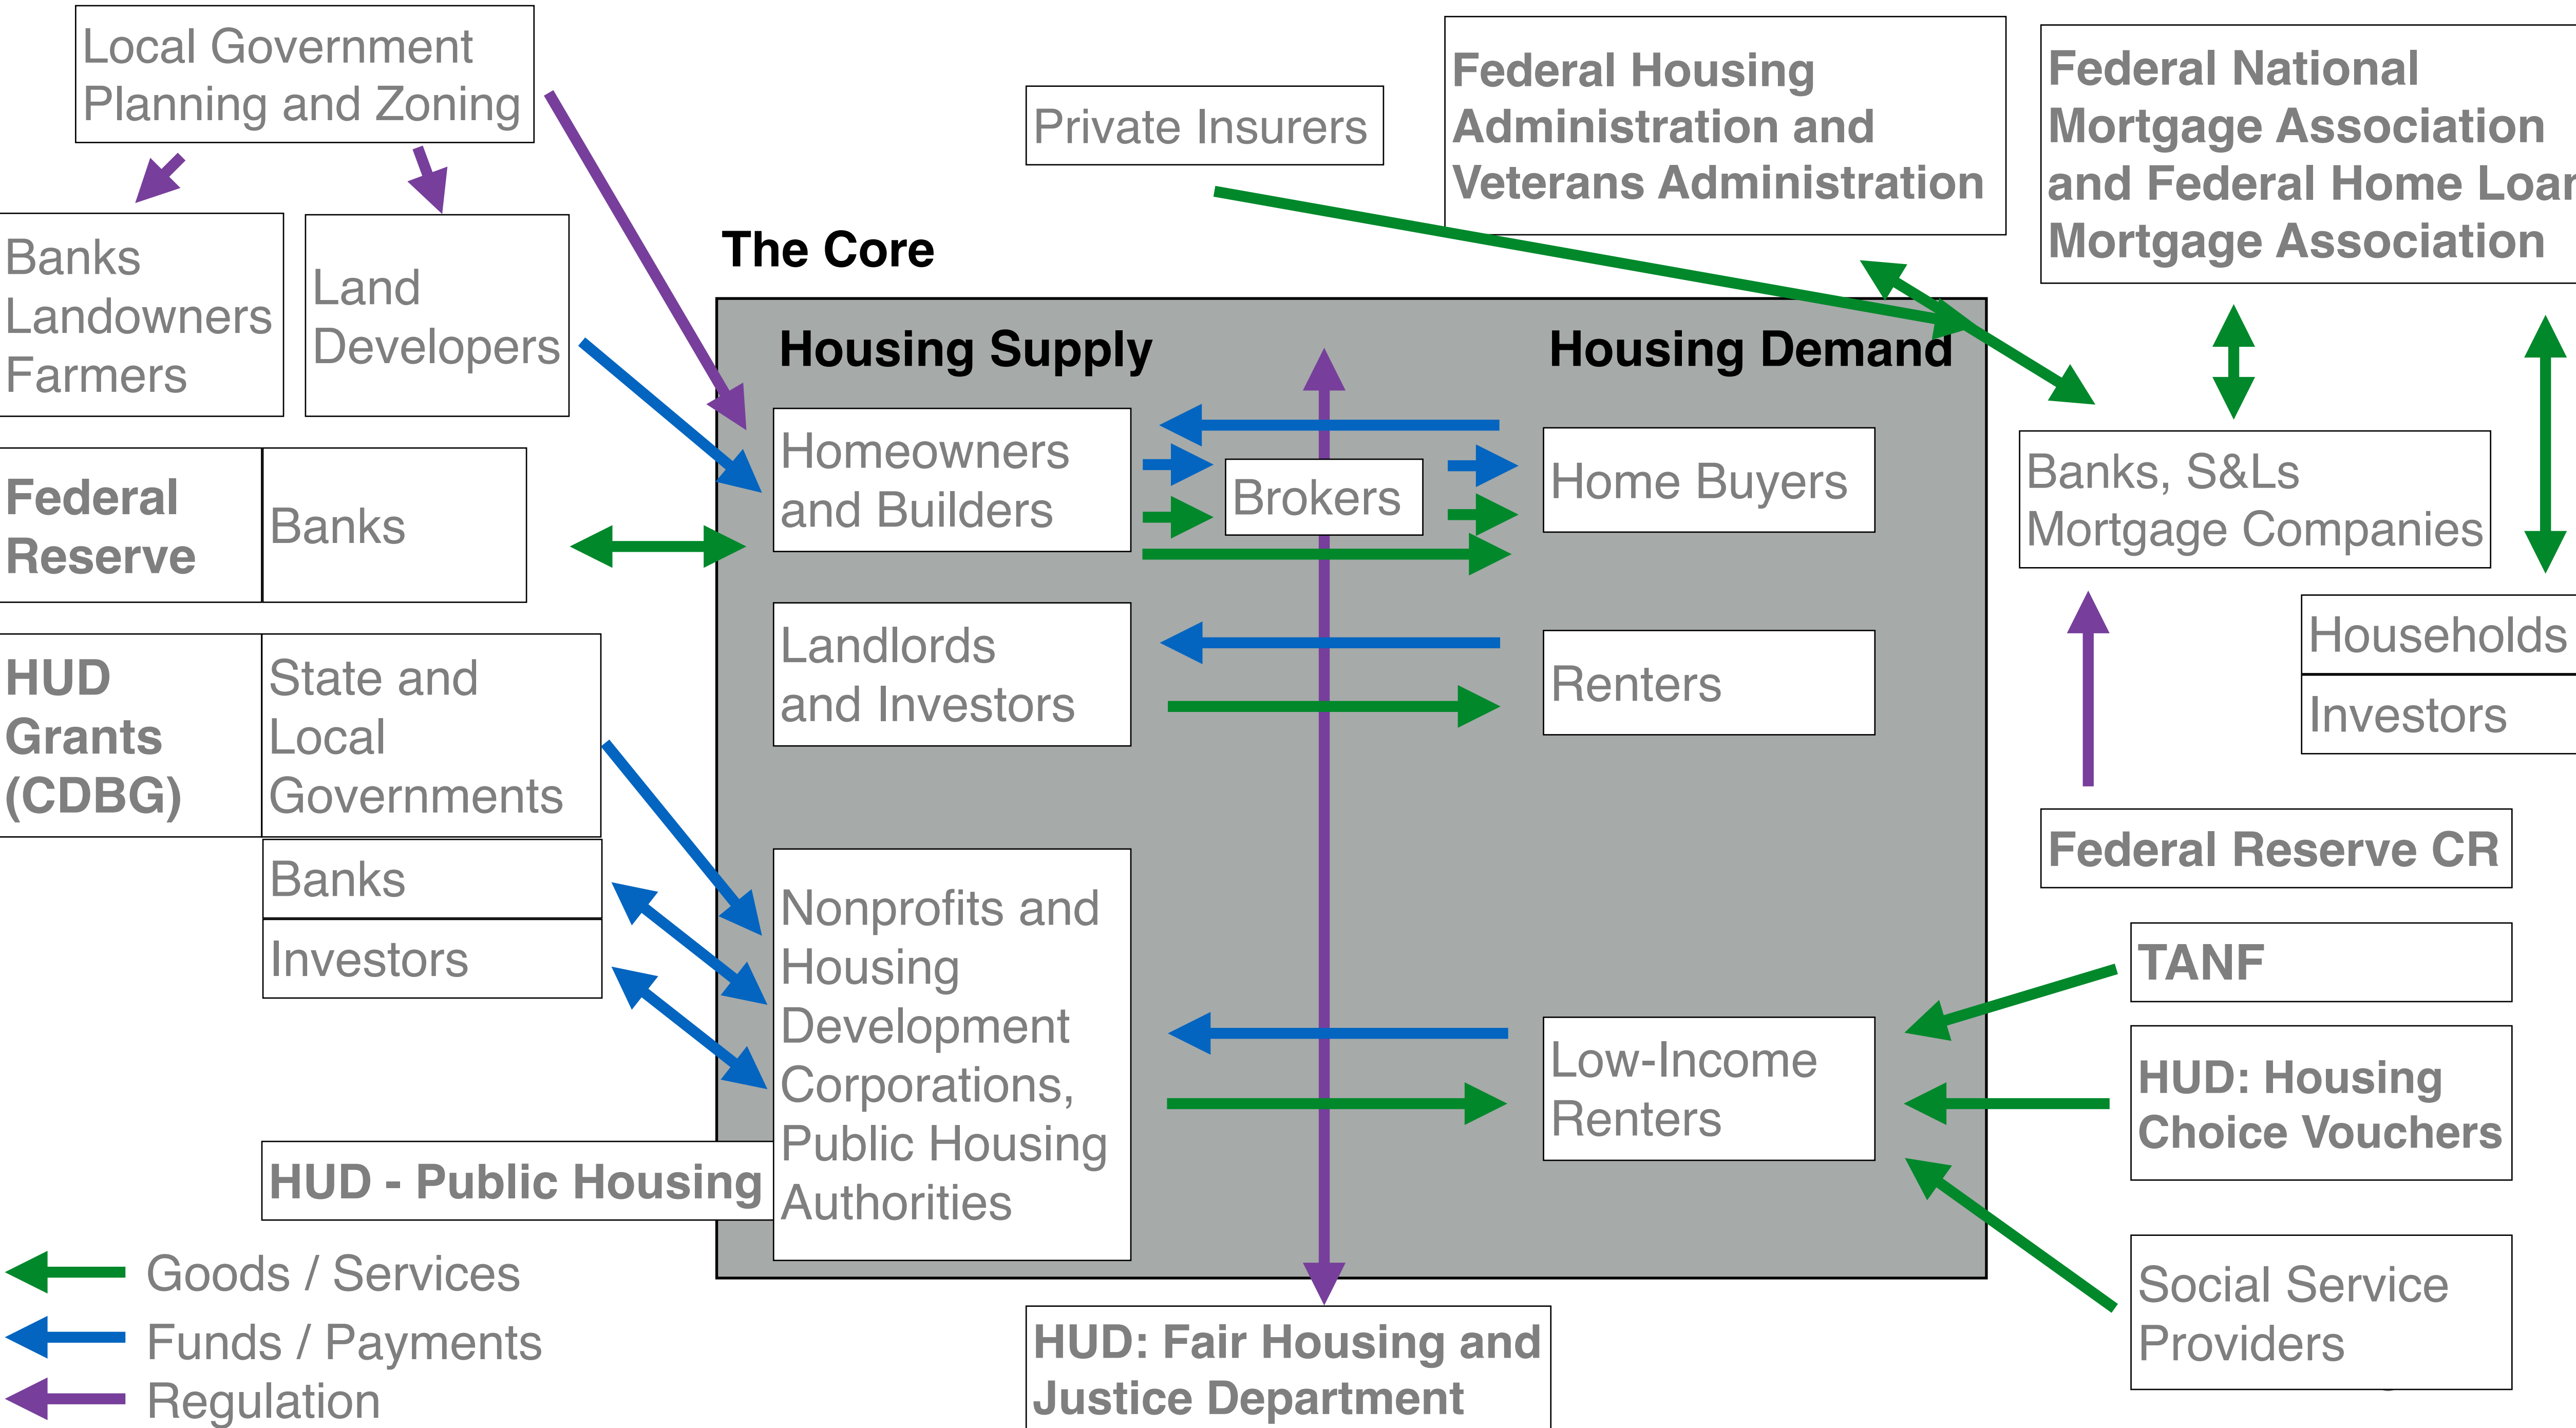 Local Government
Planning and Zoning
Private Insurers
Federal Housing
Administration and
Veterans Administration
Federal National
Mortgage Association
and Federal Home Loan
Mortgage Association
Banks
Landowners
Farmers
Land
Developers
The Core
Housing Supply
Housing Demand
Federal
Reserve
Banks
Homeowners
and Builders
Brokers
Home Buyers
Banks, S&Ls
Mortgage Companies
HUD
Grants
(CDBG)
State and
Local
Governments
Landlords
and Investors
Renters
Households
Investors
Banks
Investors
Federal Reserve CR
Nonprofits and
Housing
Development
Corporations,
Public Housing
Authorities
Low-Income
Renters
TANF
HUD: Housing
Choice Vouchers
HUD - Public Housing
Social Service
Providers
Goods / Services
Funds / Payments
Regulation
HUD: Fair Housing and
Justice Department